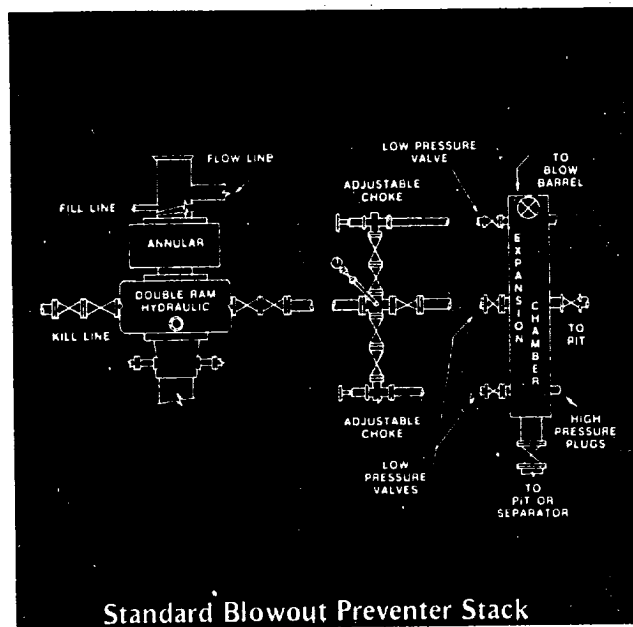 FLOW LINE
FILL LINE
ANNULAR
DOUBLE RAM
HYDRAULIC
KILL LINE
ADJUSTABLE
CHOKE
ADJUSTABLE
CHOKE
LOW PRESSURE
VALVE
TO
BLOW
BARREL
EXPANSION
CHAMBER
TO
PIT
HIGH
PRESSURE
PLUGS
LOW
PRESSURE
VALVES
TO
PIT OR
SEPARATOR
Standard Blowout Preventer Stack